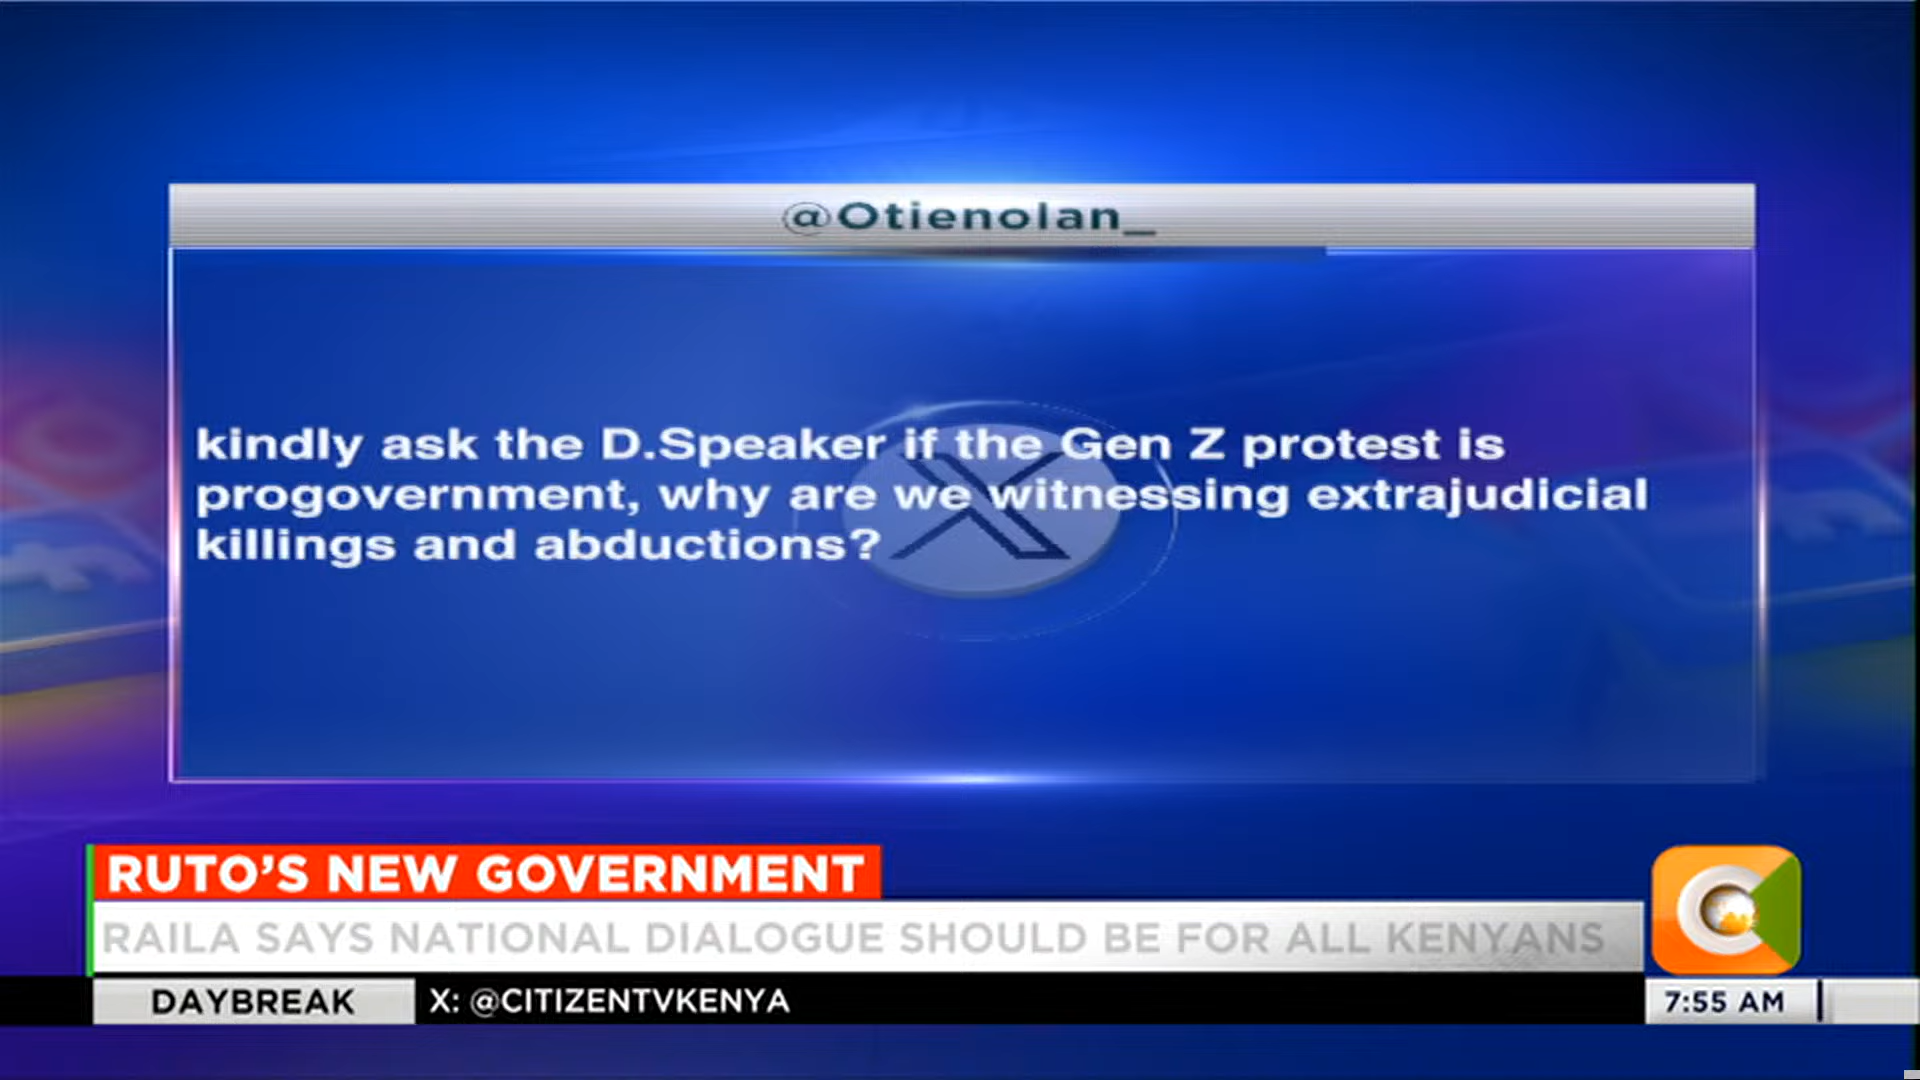 @Otienolan_
kindly ask the D.Speaker if the Gen Z protest is
progovernment, why are we witnessing extrajudicial
killings and abductions?
RUTO'S NEW GOVERNMENT
RAILA SAYS NATIONAL DIALOGUE SHOULD BE FOR ALL KENYANS
DAYBREAK
X: @CITIZENTVKENYA
7:55 AM